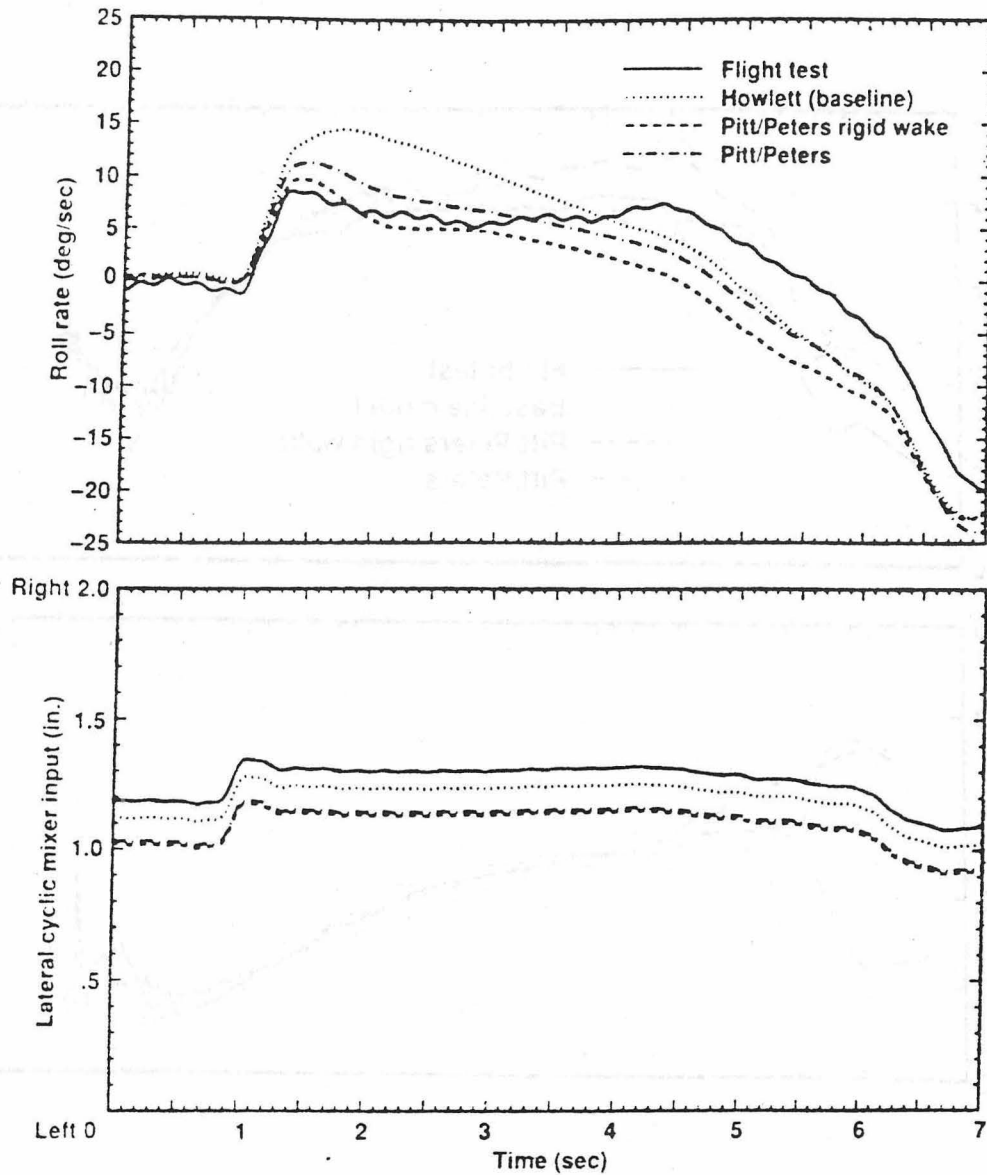 25
20
15
10
5
0
-5
-10
-15
-20
-25
Roll rate (deg/sec)
Flight test
Howlett (baseline)
Pitt/Peters rigid wake
Pitt/Peters
Right 2.0
1.5
1.0
.5
Left 0
Lateral cyclic mixer input (in.)
1 2 3 4 5 6 7
Time (sec)